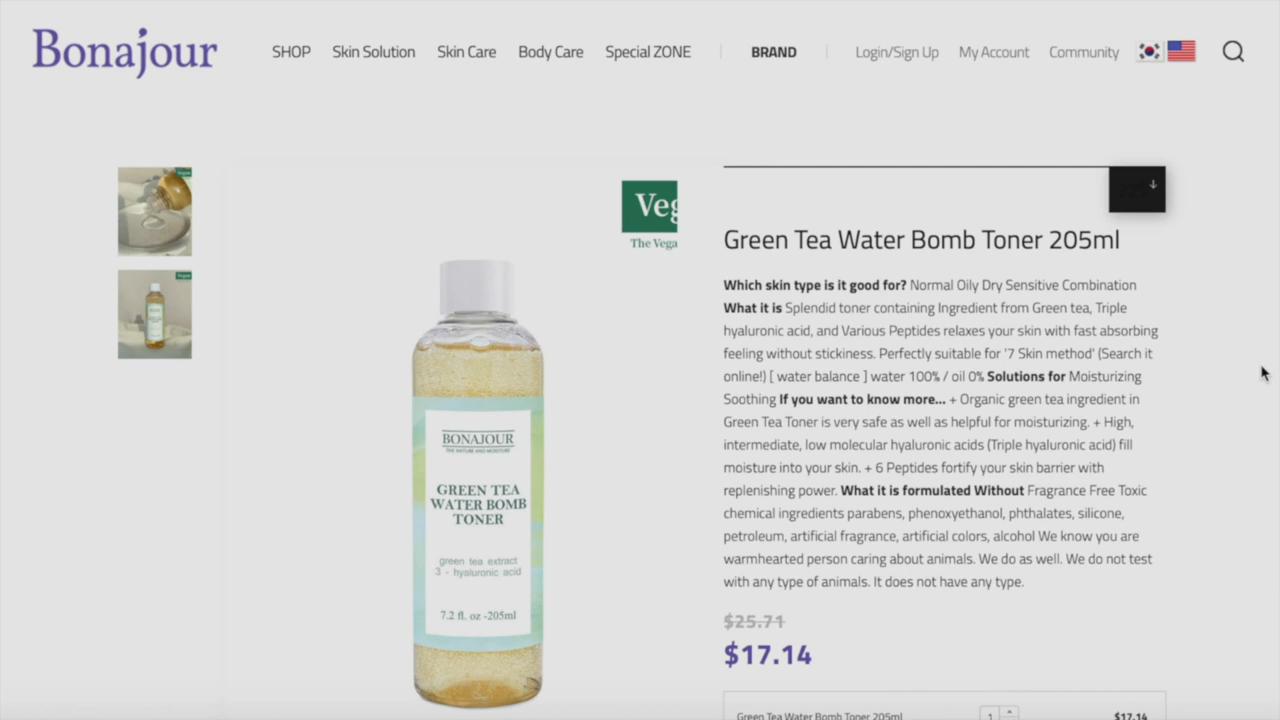 Bonajour
SHOP Skin Solution Skin Care Body Care Special ZONE BRAND Login/Sign Up My Account Community
Vegan
Vegan
Veg
The Vega
BONAJOUR
THE NATURE AND MOISTURE
GREEN TEA
WATER BOMB
TONER
green tea extract
3 - hyaluronic acid
7.2 fl. oz -205ml
Green Tea Water Bomb Toner 205ml
Which skin type is it good for? Normal Oily Dry Sensitive Combination
What it is Splendid toner containing Ingredient from Green tea, Triple
hyaluronic acid, and Various Peptides relaxes your skin with fast absorbing
feeling without stickiness. Perfectly suitable for '7 Skin method' (Search it
online!) [ water balance ] water 100% / oil 0% Solutions for Moisturizing
Soothing If you want to know more... + Organic green tea ingredient in
Green Tea Toner is very safe as well as helpful for moisturizing. + High,
intermediate, low molecular hyaluronic acids (Triple hyaluronic acid) fill
moisture into your skin. + 6 Peptides fortify your skin barrier with
replenishing power. What it is formulated Without Fragrance Free Toxic
chemical ingredients parabens, phenoxyethanol, phthalates, silicone,
petroleum, artificial fragrance, artificial colors, alcohol We know you are
warmhearted person caring about animals. We do as well. We do not test
with any type of animals. It does not have any type.
$25.71
$17.14
Green Tea Water Bomb Toner 205ml 1 $17.14